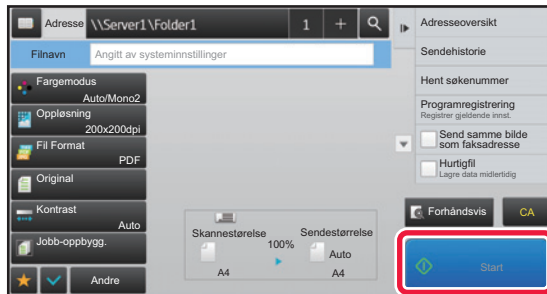 Adresse \\Server1\Folder1 1 +
Filnavn Angitt av systeminnstillinger
Fargemodus
Auto/Mono2
Oppløsning
200x200dpi
Fil Format
PDF
Original
Kontrast
Auto
Jobb-oppbygg.
Andre
Skannestørelse
100%
Sendestørrelse
Auto
A4
A4
Adresseoversikt
Sendehistorie
Hent søkenummer
Programregistrering
Registrer gjeldende innst.
Send samme bilde
som faksadresse
Hurtigfil
Lagre data midlertidig
Forhåndsvis
CA
Start